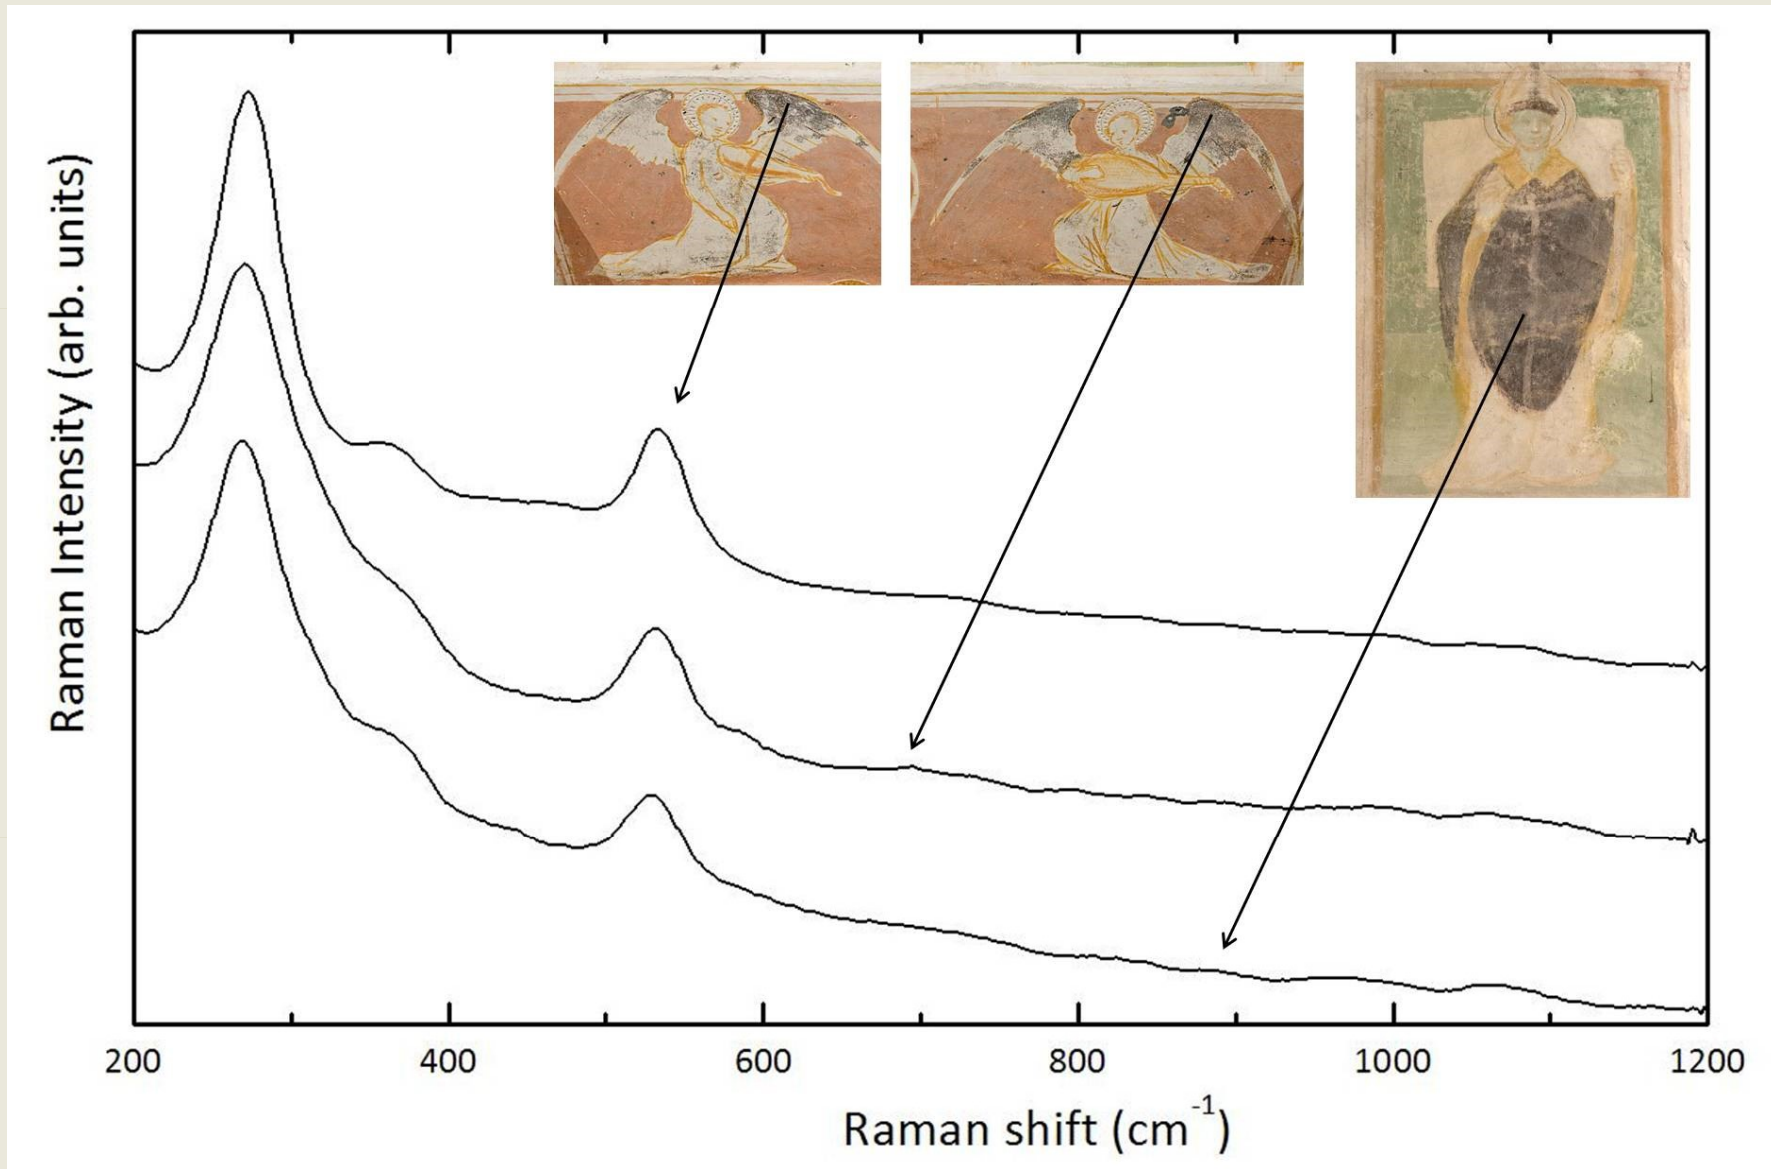 Raman Intensity (arb. units)
200 400 600 800 1000 1200
Raman shift (cm⁻¹)